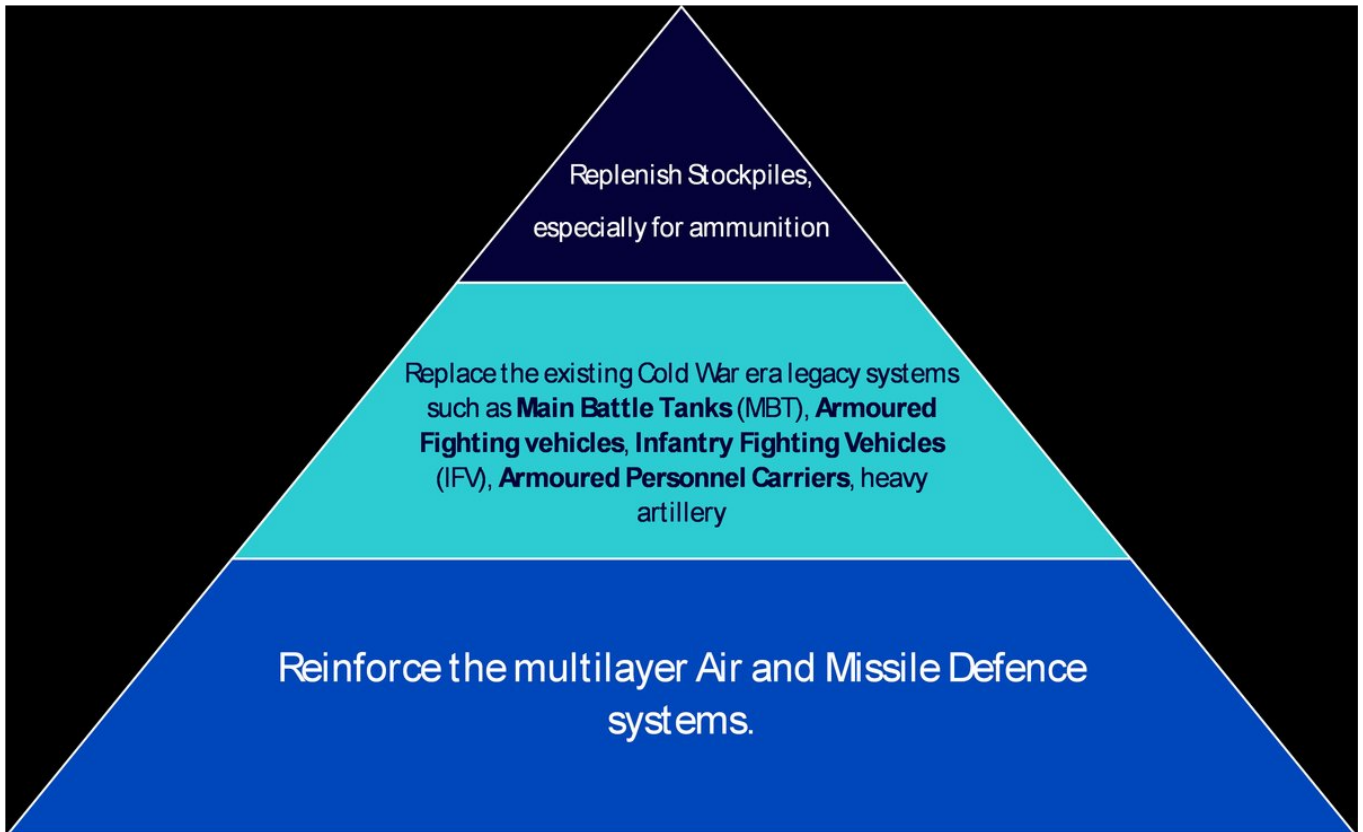 Replenish Stockpiles,
especially for ammunition
Replace the existing Cold War era legacy systems
such as Main Battle Tanks (MBT), Armoured
Fighting vehicles, Infantry Fighting Vehicles
(IFV), Armoured Personnel Carriers, heavy
artillery
Reinforce the multilayer Air and Missile Defence
systems.